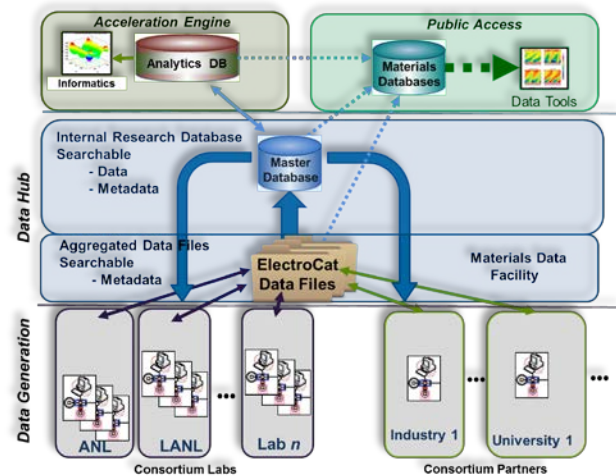 Acceleration Engine
Public Access
Analytics DB
Informatics
Materials
Databases
Data Tools
Data Hub
Internal Research Database
Searchable
- Data
- Metadata
Master
Database
Aggregated Data Files
Searchable
- Metadata
ElectroCat
Data Files
Materials Data
Facility
Data Generation
ANL
LANL
...
Lab n
Industry 1
...
University 1
...
Consortium Labs
Consortium Partners